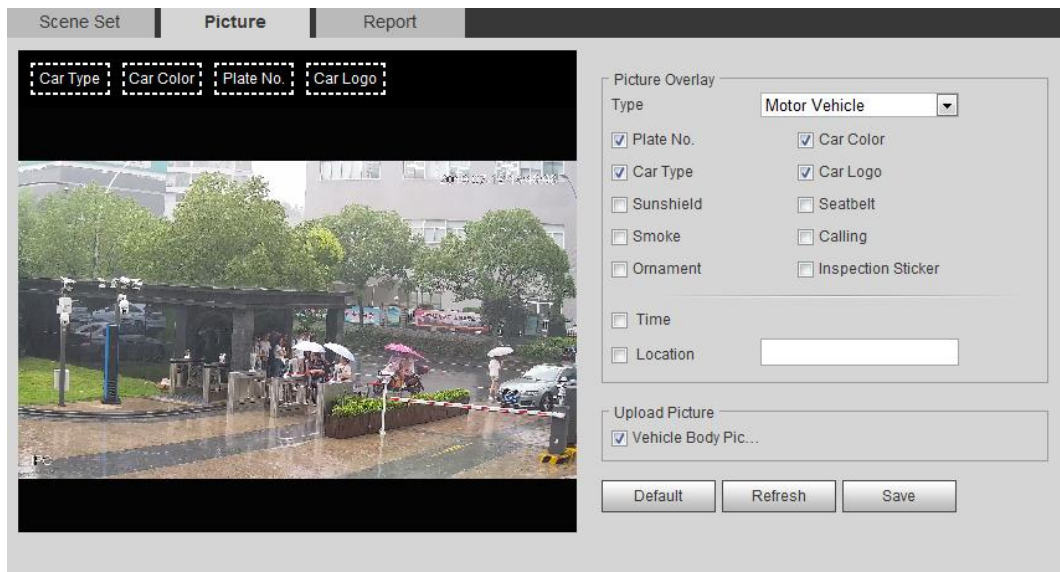 Scene Set Picture Report
Car Type Car Color Plate No. Car Logo
Picture Overlay
Type Motor Vehicle
Plate No. Car Color
Car Type Car Logo
Sunshield Seatbelt
Smoke Calling
Ornament Inspection Sticker
Time
Location
Upload Picture
Vehicle Body Pic...
Default Refresh Save